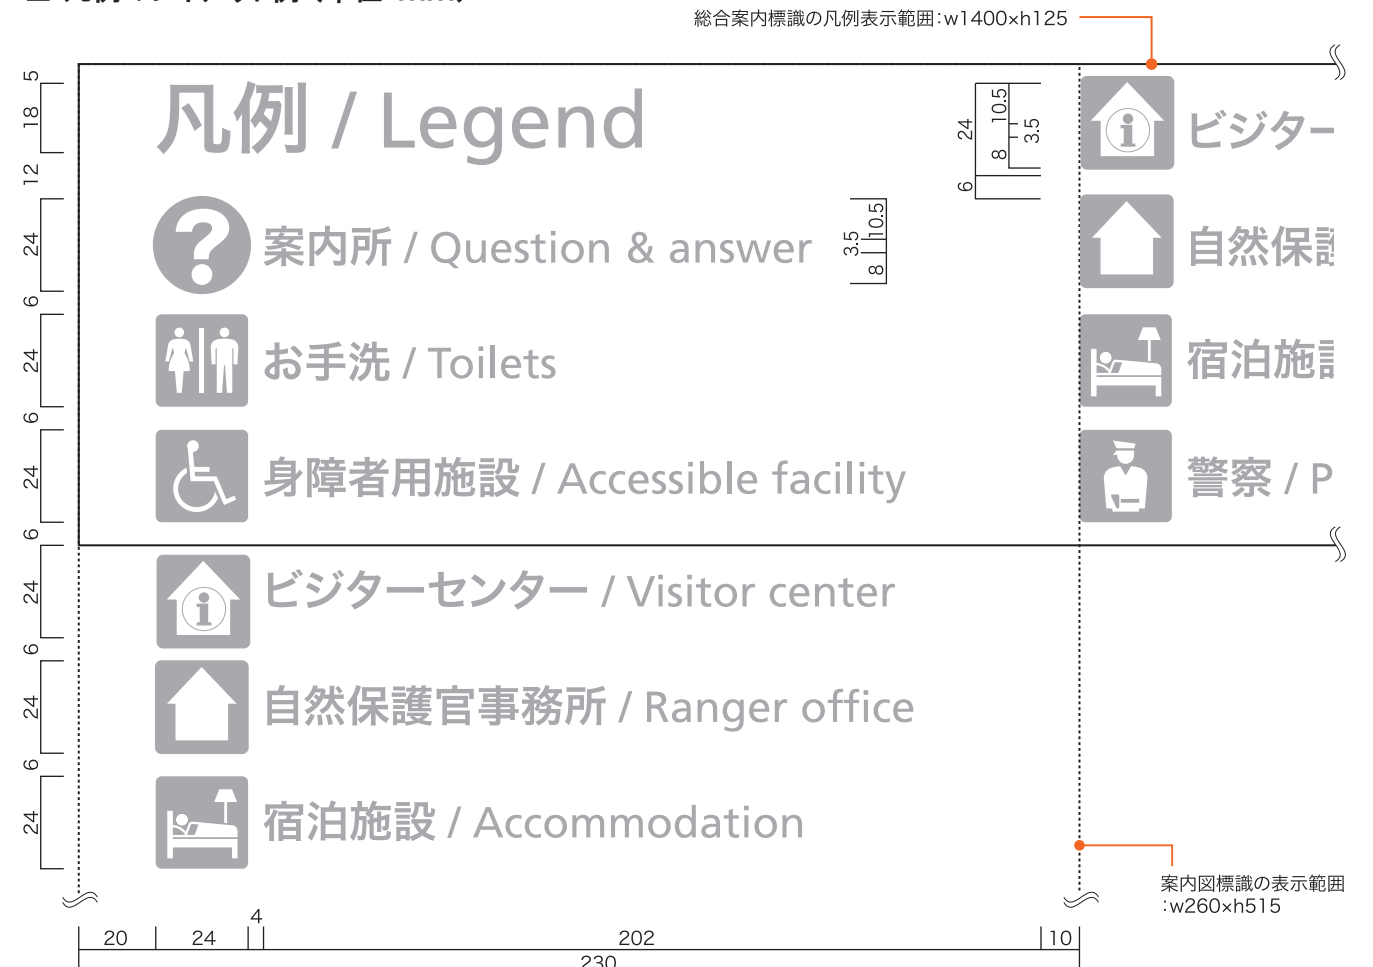 総合案内標識の凡例表示範囲：w1400×h125
凡例 / Legend
案内所 / Question & answer
お手洗 / Toilets
身障者用施設 / Accessible facility
ビジターセンター / Visitor center
自然保護官事務所 / Ranger office
宿泊施設 / Accommodation
ビジター
自然保
宿泊施
警察 / P
5
18
12
24
6
24
6
24
6
24
6
24
6
24
24
6
10.5
3.5
8
10.5
3.5
8
案内図標識の表示範囲
：w260×h515
20
24
4
202
10
230